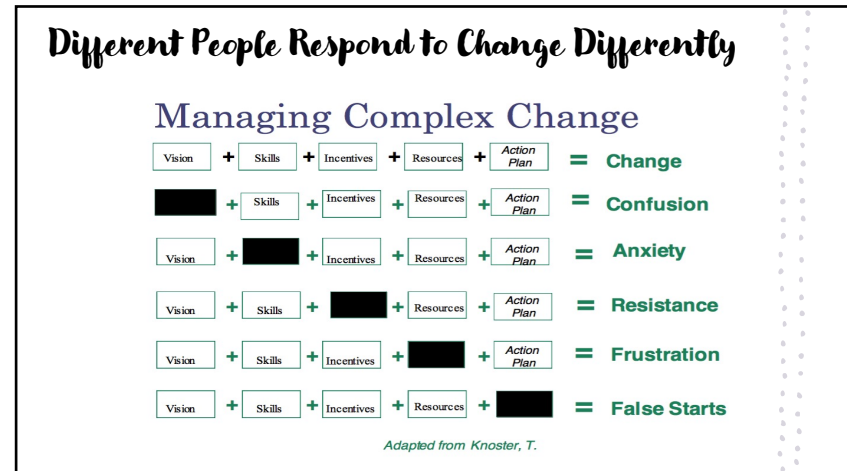 Different People Respond to Change Differently
Managing Complex Change
Vision + Skills + Incentives + Resources + Action Plan = Change
+ Skills + Incentives + Resources + Action Plan = Confusion
Vision + + Incentives + Resources + Action Plan = Anxiety
Vision + Skills + + Resources + Action Plan = Resistance
Vision + Skills + Incentives + + Action Plan = Frustration
Vision + Skills + Incentives + Resources + = False Starts
Adapted from Knoster, T.